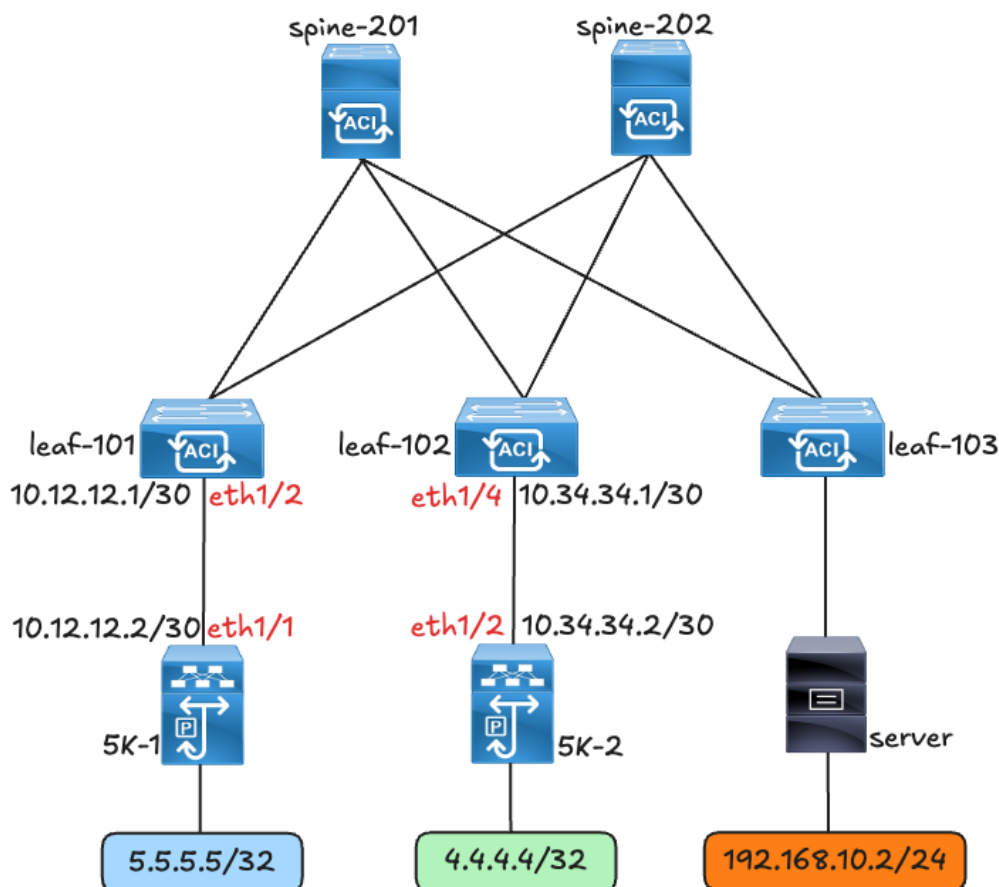 spine-201
spine-202
ACI
ACI
leaf-101
ACI
leaf-102
ACI
ACI
leaf-103
10.12.12.1/30
eth1/2
eth1/4
10.34.34.1/30
10.12.12.2/30
eth1/1
eth1/2
10.34.34.2/30
P
P
5K-1
5K-2
server
5.5.5.5/32
4.4.4.4/32
192.168.10.2/24